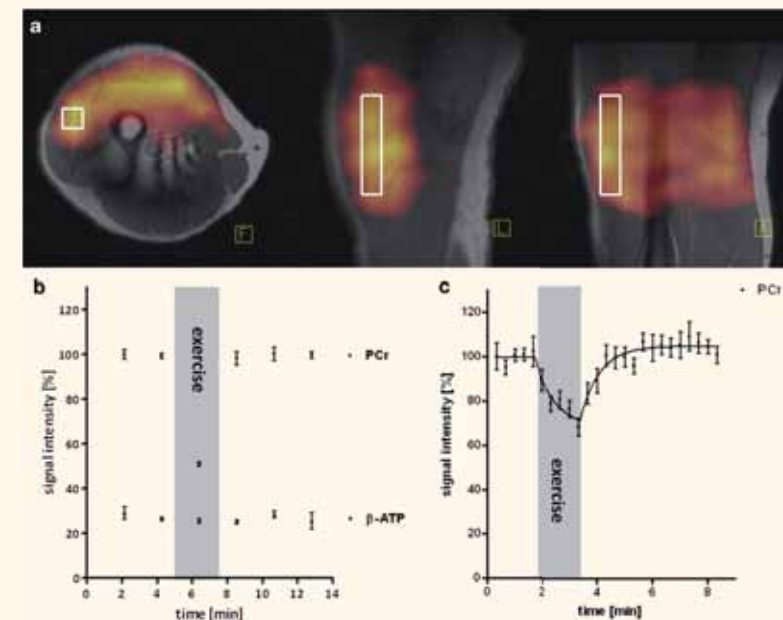 a
b
120
100
80
60
40
20
0
signal intensity [%]
exercise
PCr
β-ATP
0 2 4 6 8 10 12 14
time [min]
c
PCr
120
100
80
60
40
20
0
signal intensity [%]
exercise
0 2 4 6 8
time [min]